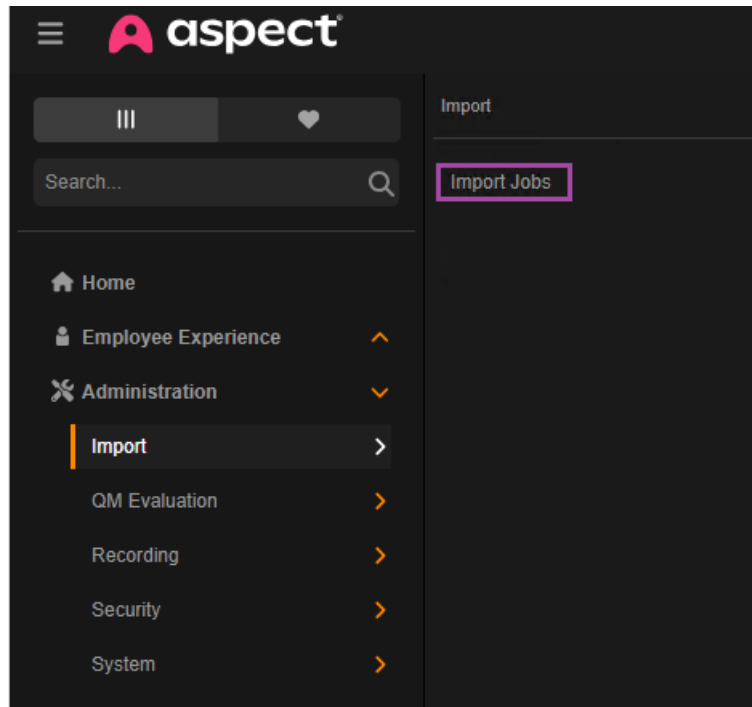 aspect
Search...
Home
Employee Experience
Administration
Import
QM Evaluation
Recording
Security
System
Import
Import Jobs